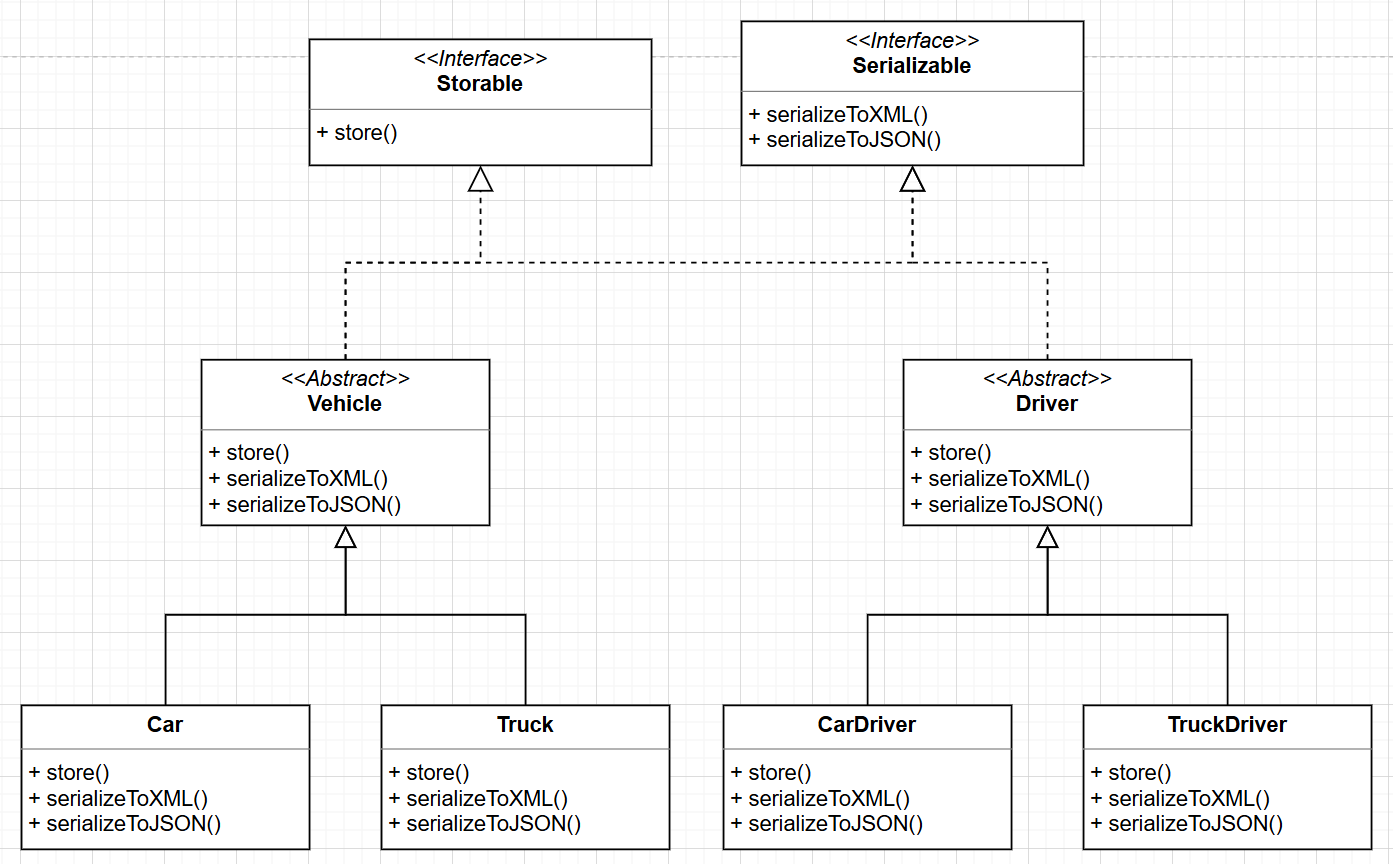 <<Interface>>
Storable
+ store()
<<Interface>>
Serializable
+ serializeToXML()
+ serializeToJSON()
<<Abstract>>
Vehicle
+ store()
+ serializeToXML()
+ serializeToJSON()
<<Abstract>>
Driver
+ store()
+ serializeToXML()
+ serializeToJSON()
Car
+ store()
+ serializeToXML()
+ serializeToJSON()
Truck
+ store()
+ serializeToXML()
+ serializeToJSON()
CarDriver
+ store()
+ serializeToXML()
+ serializeToJSON()
TruckDriver
+ store()
+ serializeToXML()
+ serializeToJSON()